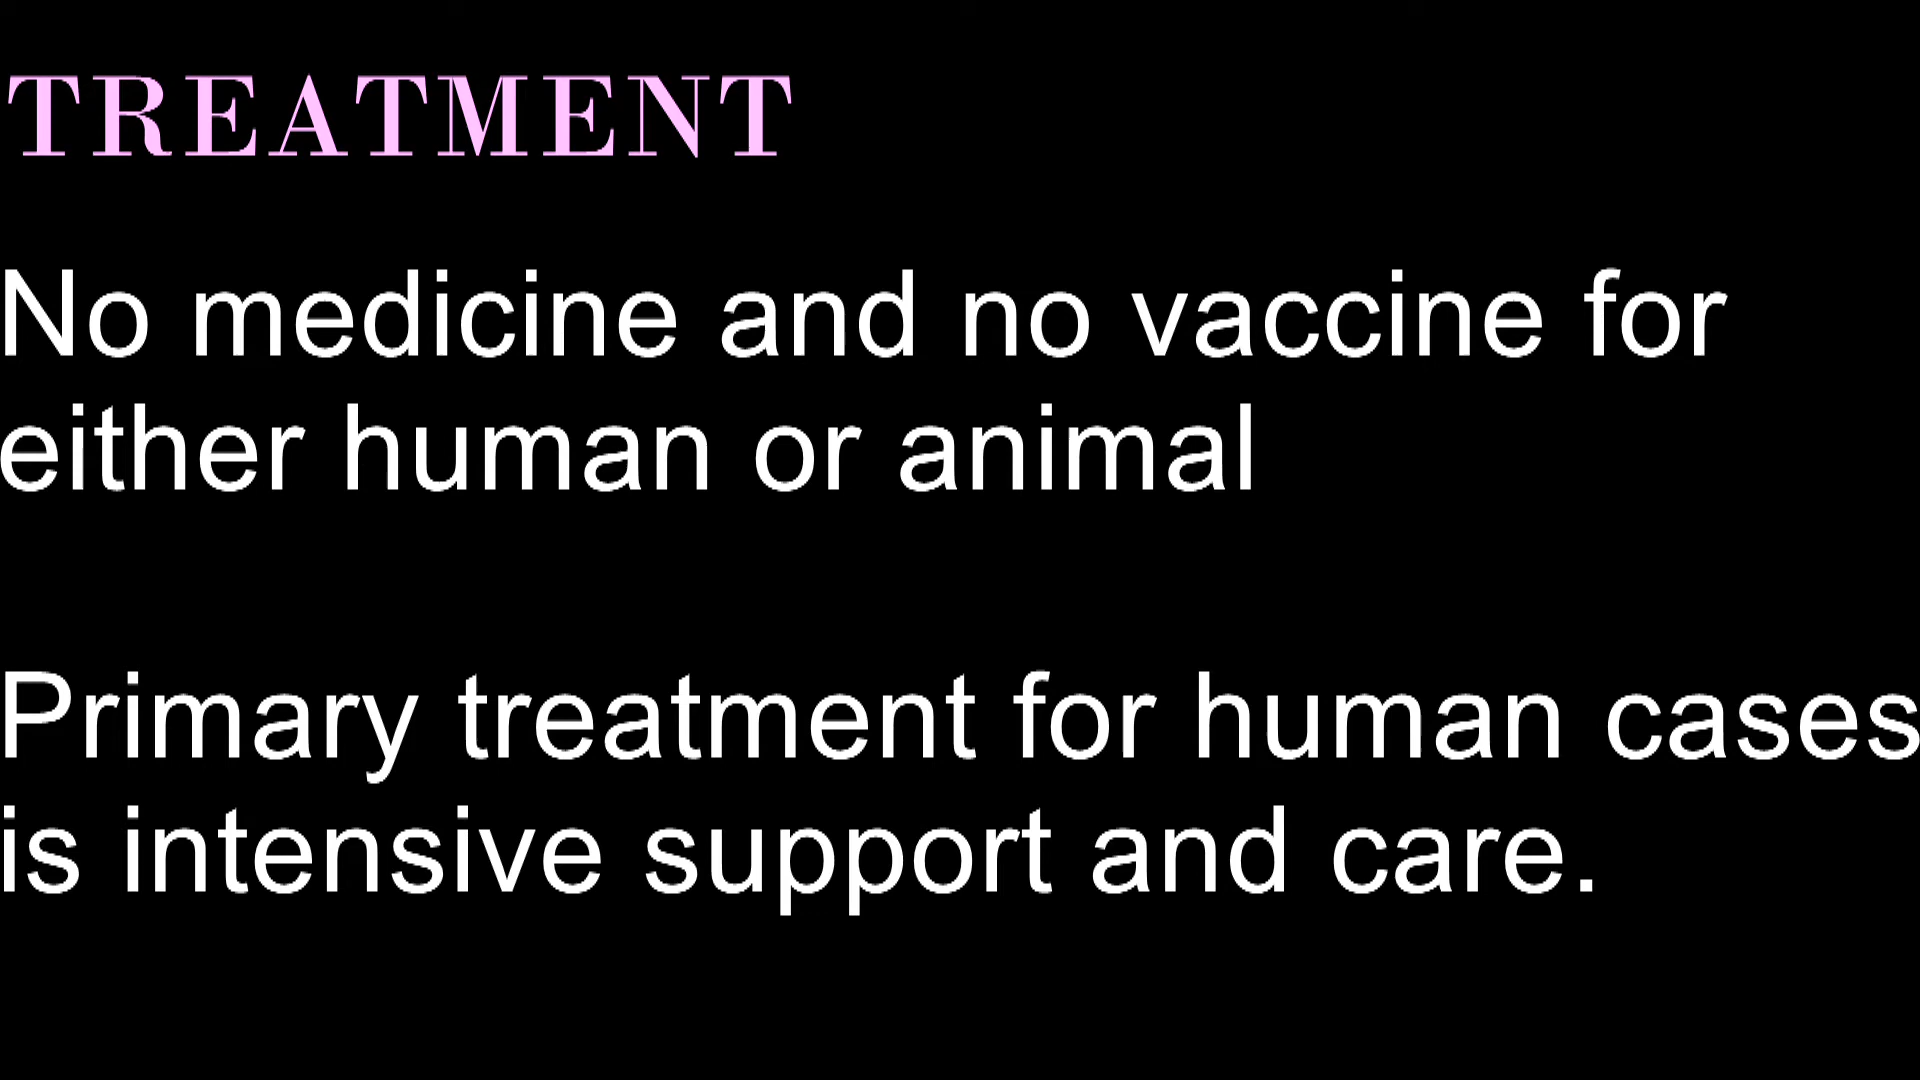 TREATMENT
No medicine and no vaccine for
either human or animal
Primary treatment for human cases
is intensive support and care.